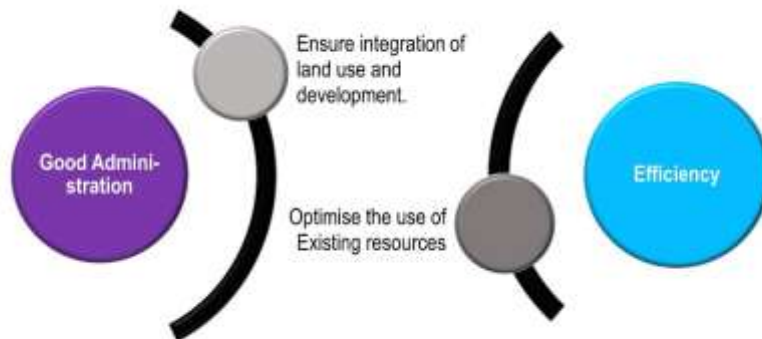 Ensure integration of
land use and
development.
Good Admini-
stration
Efficiency
Optimise the use of
Existing resources